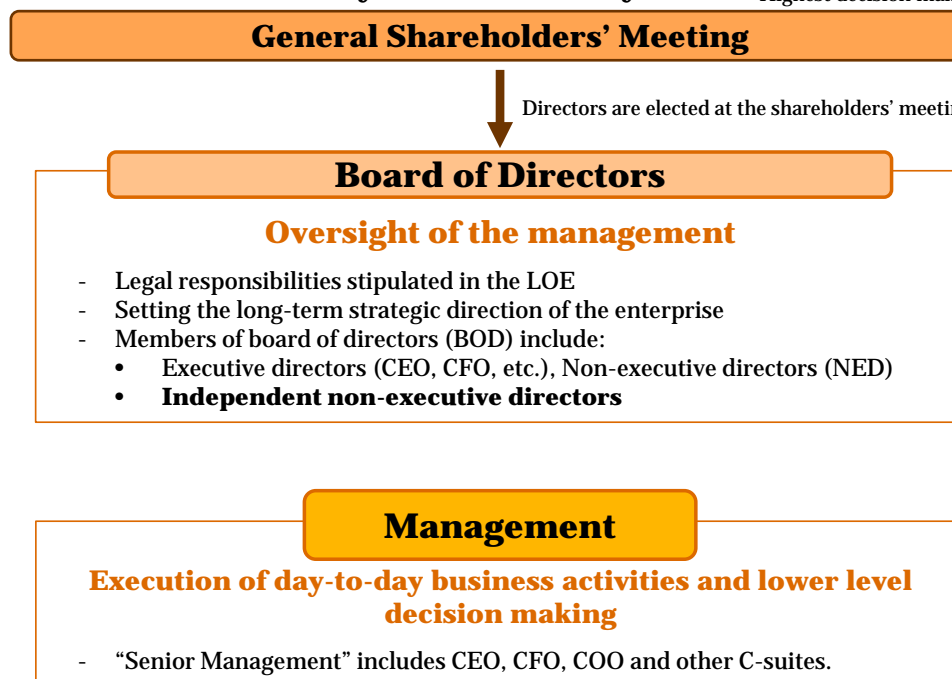 General Shareholders’ Meeting
Directors are elected at the shareholders’
Board of Directors
Oversight of the management
- Legal responsibilities stipulated in the LOE
- Setting the long-term strategic direction of the enterprise
- Members of board of directors (BOD) include:
• Executive directors (CEO, CFO, etc.), Non-executive directors (NED)
• Independent non-executive directors
Management
Execution of day-to-day business activities and lower level
decision making
- “Senior Management” includes CEO, CFO, COO and other C-suites.